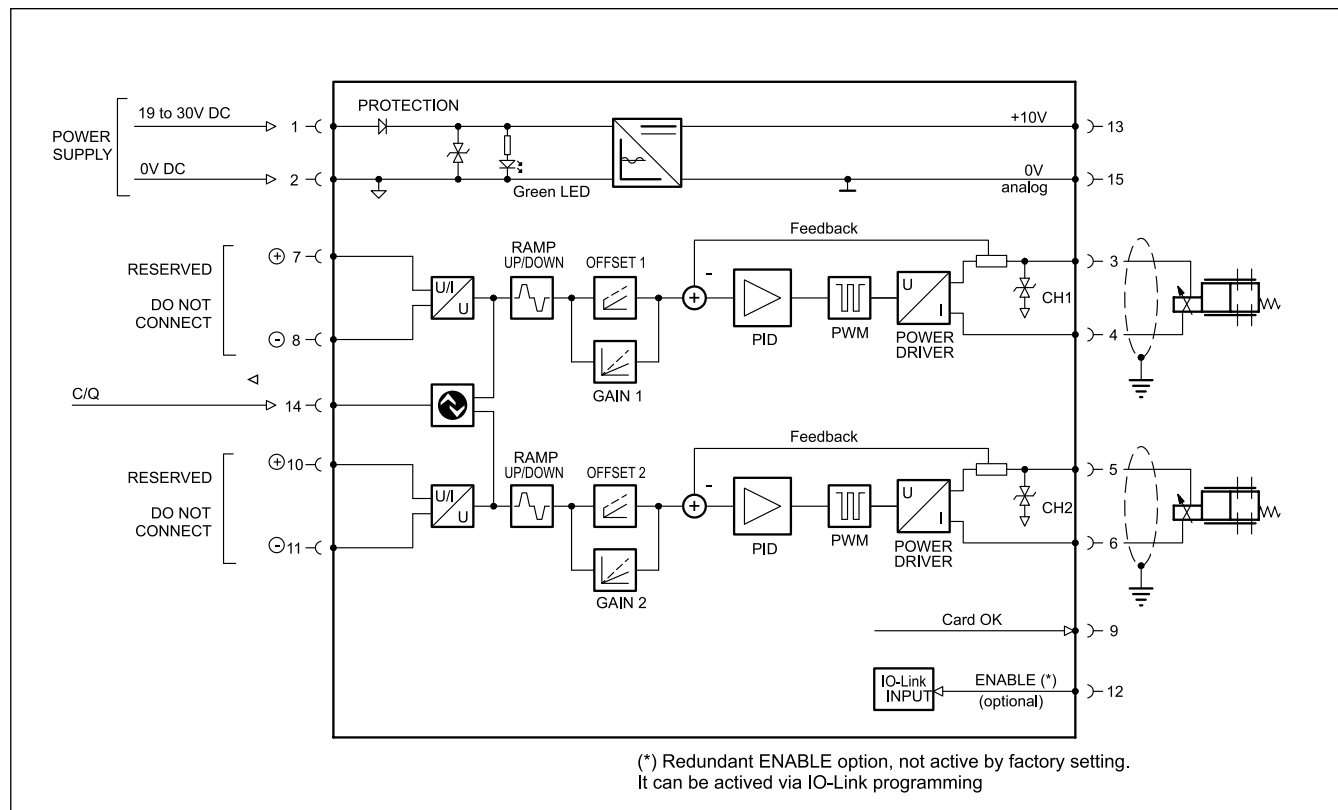 19 to 30V DC
POWER
SUPPLY
0V DC
1
2
PROTECTION
Green LED
+10V
13
0V
analog
15
RESERVED
DO NOT
CONNECT
+ 7
- 8
U/I
U
RAMP
UP/DOWN
OFFSET 1
GAIN 1
Feedback
+
-
PID
PWM
U
I
POWER
DRIVER
CH1
3
4
C/Q
14
RESERVED
DO NOT
CONNECT
+ 10
- 11
U/I
U
RAMP
UP/DOWN
OFFSET 2
GAIN 2
Feedback
+
-
PID
PWM
U
I
POWER
DRIVER
CH2
5
6
Card OK
9
IO-Link
INPUT
ENABLE (*)
(optional)
12
(*) Redundant ENABLE option, not active by factory setting.
It can be actived via IO-Link programming